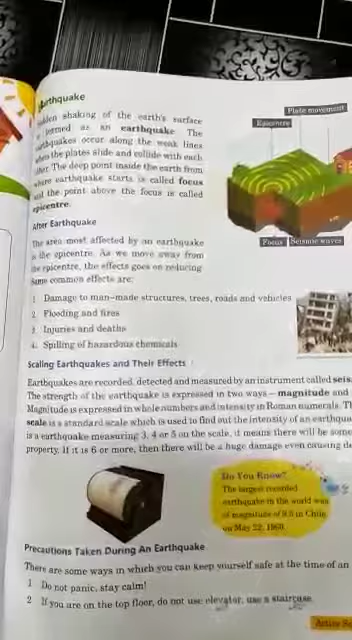 Earthquake
shaking of the earth's surface
is termed as an earthquake. The
earthquakes occur along the weak lines
when the plates slide and collide with each
other. The deep point inside the earth from
where earthquake starts is called focus
and the point above the focus is called
epicentre.
Plate movement
Epicentre
Focus
Seismic waves
After Earthquake
The area most affected by an earthquake
is the epicentre. As we move away from
the epicentre, the effects goes on reducing
Some common effects are:
1. Damage to man-made structures, trees, roads and vehicles
2. Flooding and fires
3. Injuries and deaths
4. Spilling of hazardous chemicals
Scaling Earthquakes and Their Effects
Earthquakes are recorded, detected and measured by an instrument called
The strength of the earthquake is expressed in two ways – magnitude and
Magnitude is expressed in whole numbers and intensity in Roman numerals.
scale is a standard scale which is used to find out the intensity of an
is a earthquake measuring 3, 4 or 5 on the scale, it means there will be some
property. If it is 6 or more, then there will be a huge damage even causing
Do You Know?
The largest recorded
earthquake in the world was
of magnitude of 9.5 in Chile
on May 22, 1960.
Precautions Taken During An Earthquake
There are some ways in which you can keep yourself safe at the time of an
1 Do not panic, stay calm!
2 If you are on the top floor, do not use elevator, use a staircase.